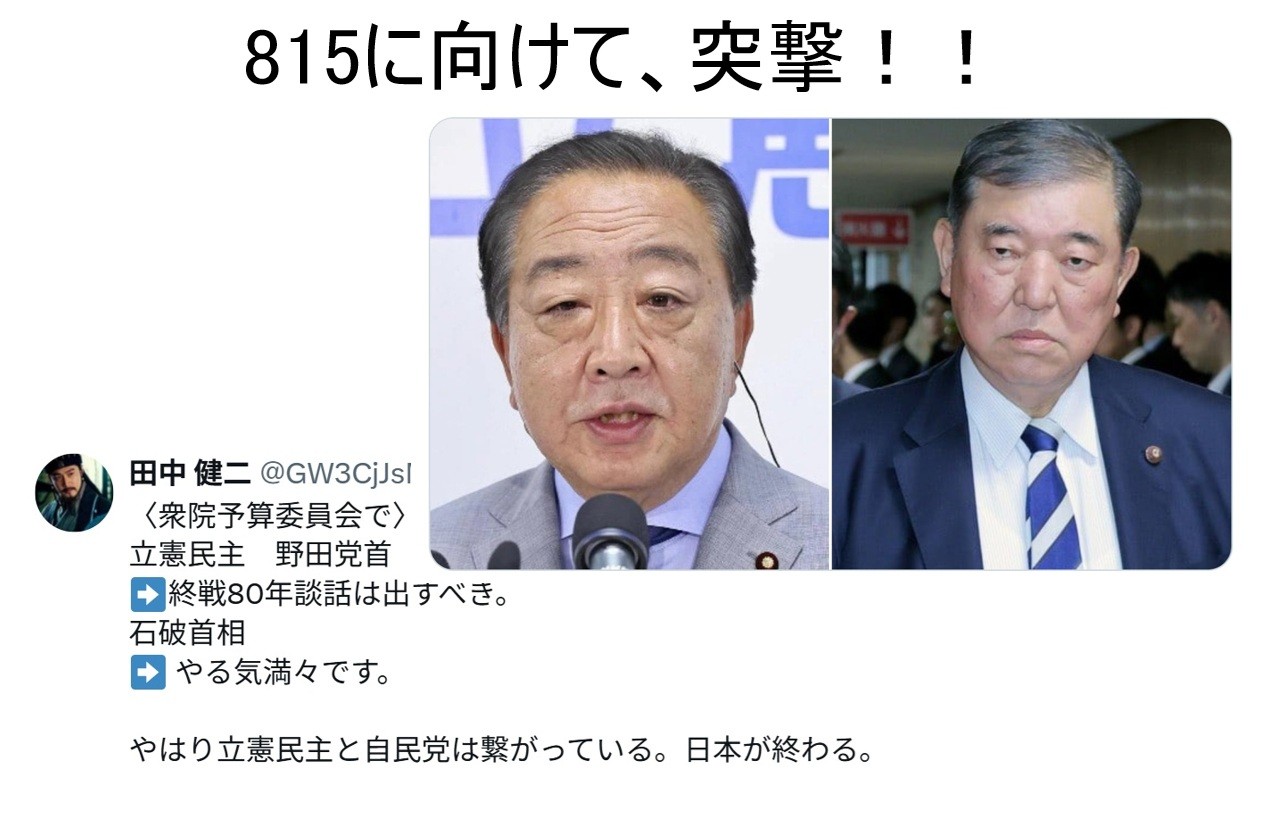 815に向けて、突撃！！
田中 健二 @GW3CjJsI
〈衆院予算委員会で〉
立憲民主　野田党首
➡️終戦80年談話は出すべき。
石破首相
➡️ やる気満々です。
やはり立憲民主と自民党は繋がっている。日本が終わる。